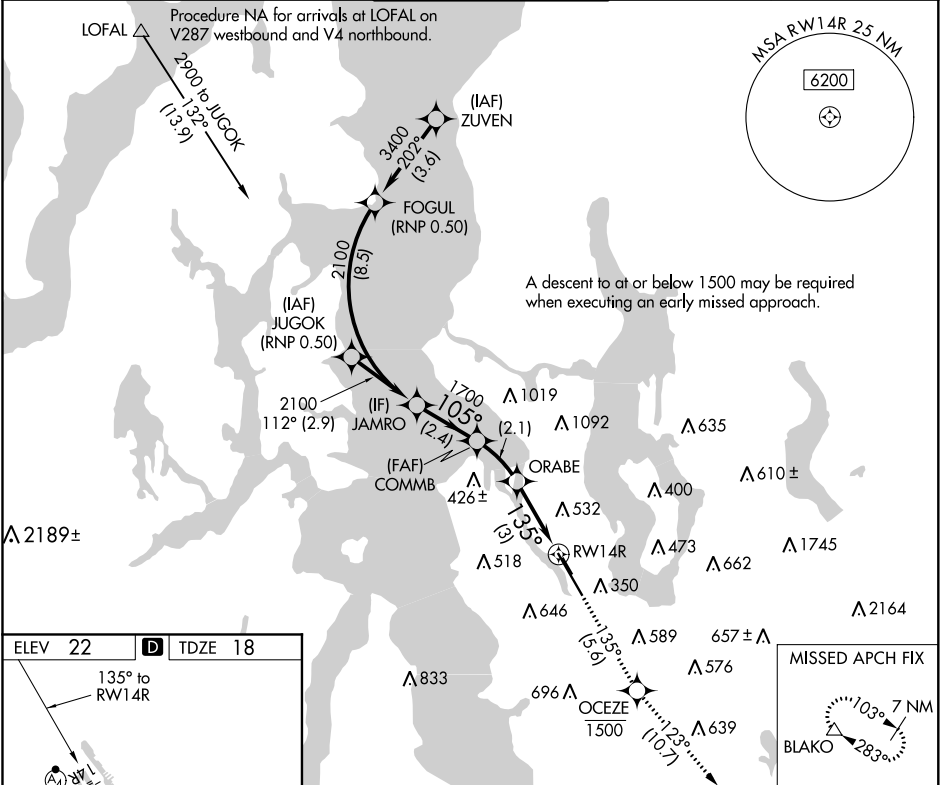 Procedure NA for arrivals at LOFAL on
V287 westbound and V4 northbound.
LOFAL
2900 to JUGOK
132°
(13.9)
MSA RW14R 25 NM
6200
(IAF)
ZUVEN
3400
202°
(3.6)
FOGUL
(RNP 0.50)
2100
(8.5)
A descent to at or below 1500 may be required
when executing an early missed approach.
(IAF)
JUGOK
(RNP 0.50)
2100
112° (2.9)
(IF)
JAMRO
1700
105°
(2.4)
(2.1)
(FAF)
COMMB
ORABE
135°
(3)
RW14R
1019
1092
635
610±
426±
400
532
2189±
518
473
662
1745
350
646
2164
589
657±
135°
(5.6)
576
833
696
OCEZE
1500
639
123°
(10.7)
ELEV 22
D
TDZE 18
135° to
RW14R
A4
14R
MISSED APCH FIX
103°
7 NM
BLAKO
283°